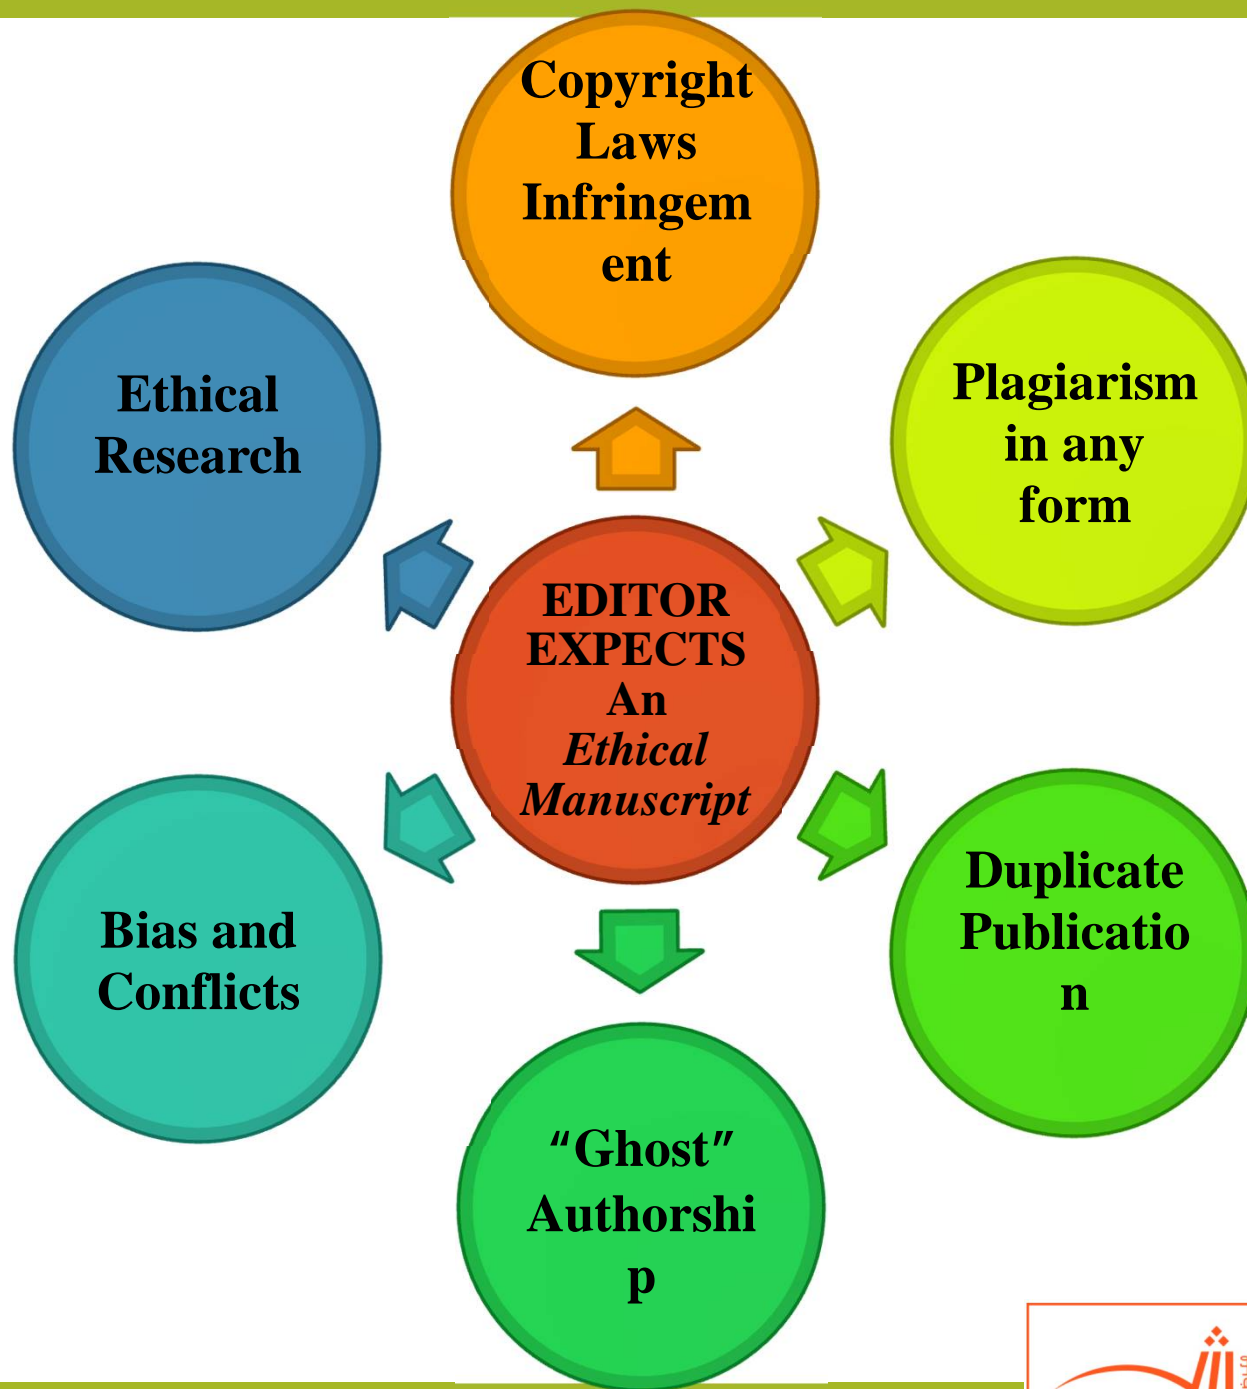 Copyright
Laws
Infringem
ent
Plagiarism
in any
form
Duplicate
Publicatio
n
“Ghost”
Authorshi
p
Bias and
Conflicts
Ethical
Research
EDITOR
EXPECTS
An
Ethical
Manuscript